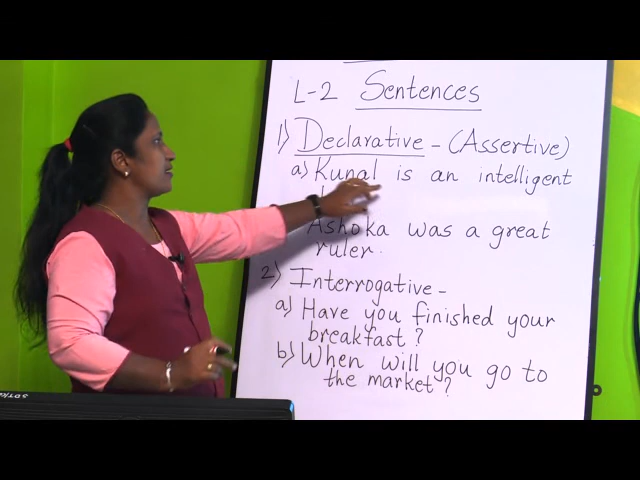 L-2 Sentences
1) Declarative - (Assertive)
a) Kunal is an intelligent
Ashoka was a great
ruler.
2) Interrogative -
a) Have you finished your
breakfast ?
b) When will you go to
the market ?